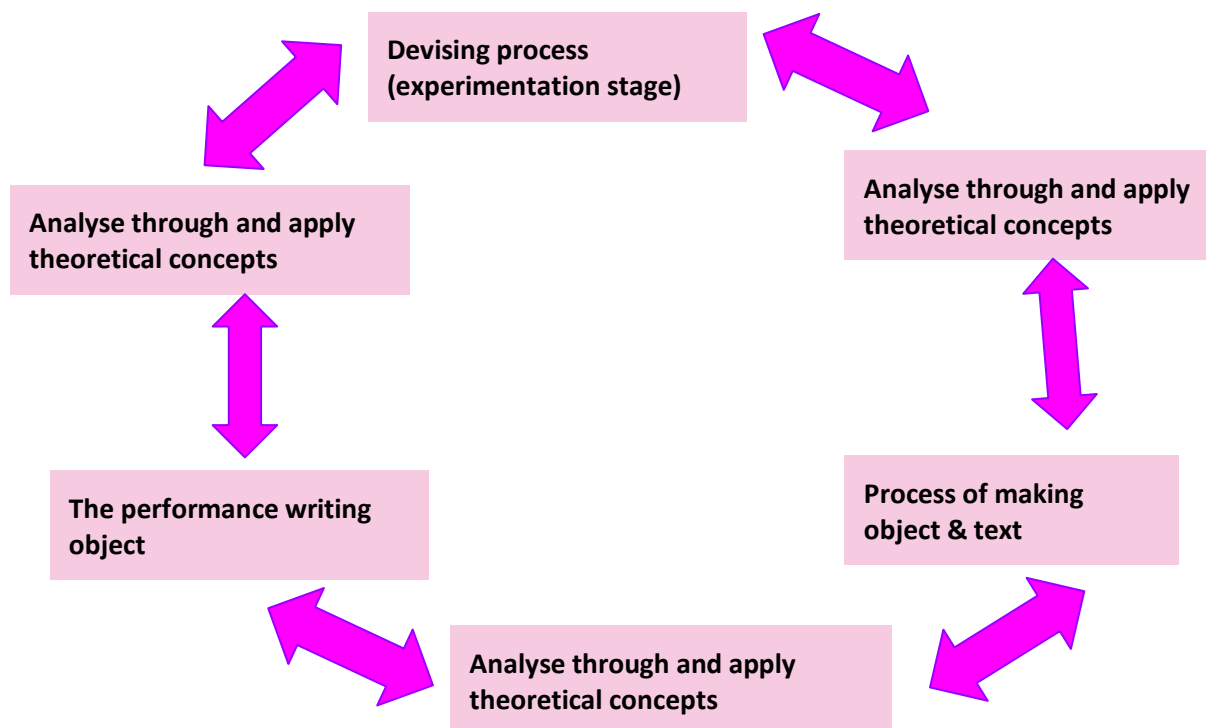 Devising process
(experimentation stage)
Analyse through and apply
theoretical concepts
Analyse through and apply
theoretical concepts
The performance writing
object
Process of making
object & text
Analyse through and apply
theoretical concepts